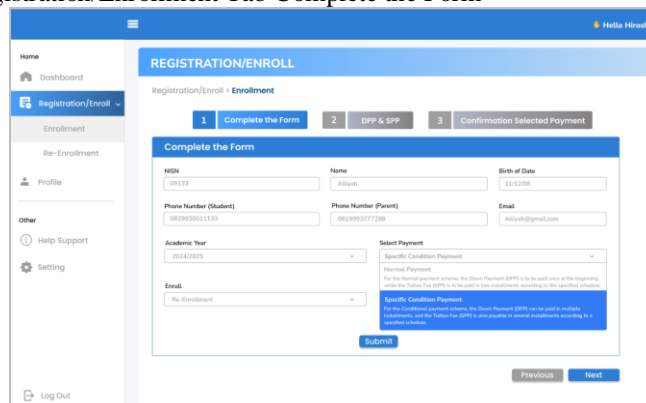 gistration/Enrollment Tab Complete the Form
Hello Hirosh
Home
Dashboard
Registration/Enroll
Enrollment
Re-Enrollment
Profile
Other
Help Support
Setting
Log Out
REGISTRATION/ENROLL
Registration/Enroll > Enrollment
1 Complete the Form
2 DPP & SPP
3 Confirmation Selected Payment
Complete the Form
NISN Name Birth of Date
09133 Aliyah 11/12/08
Phone Number (Student) Phone Number (Parent) Email
0829930011133 0819993777288 Aliyah@gmail.com
Academic Year Select Payment
2024/2025 Specific Condition Payment
Normal Payment
For the Normal payment scheme, the Down Payment (DPP) is to be paid once at the beginning,
while the Tuition Fee (SPP) is to be paid in two instalments according to the specified schedule
Enroll
Re-Enrolment
Specific Condition Payment
For the Conditional payment scheme, the Down Payment (DPP) can be paid in multiple
instalments, and the Tuition Fee (SPP) is also payable in several instalments according to a
specified schedule.
Submit
Previous Next